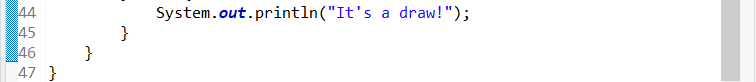 44 System.out.println("It's a draw!");
45 }
46 }
47 }